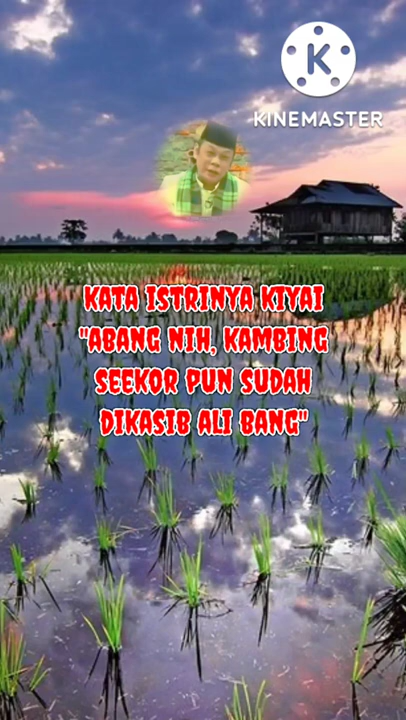 KINEMASTER
KATA ISTRINYA KIYAI
"ABANG NIH, KAMBING
SEEKOR PUN SUDAH
DIKASIB ALI BANG"